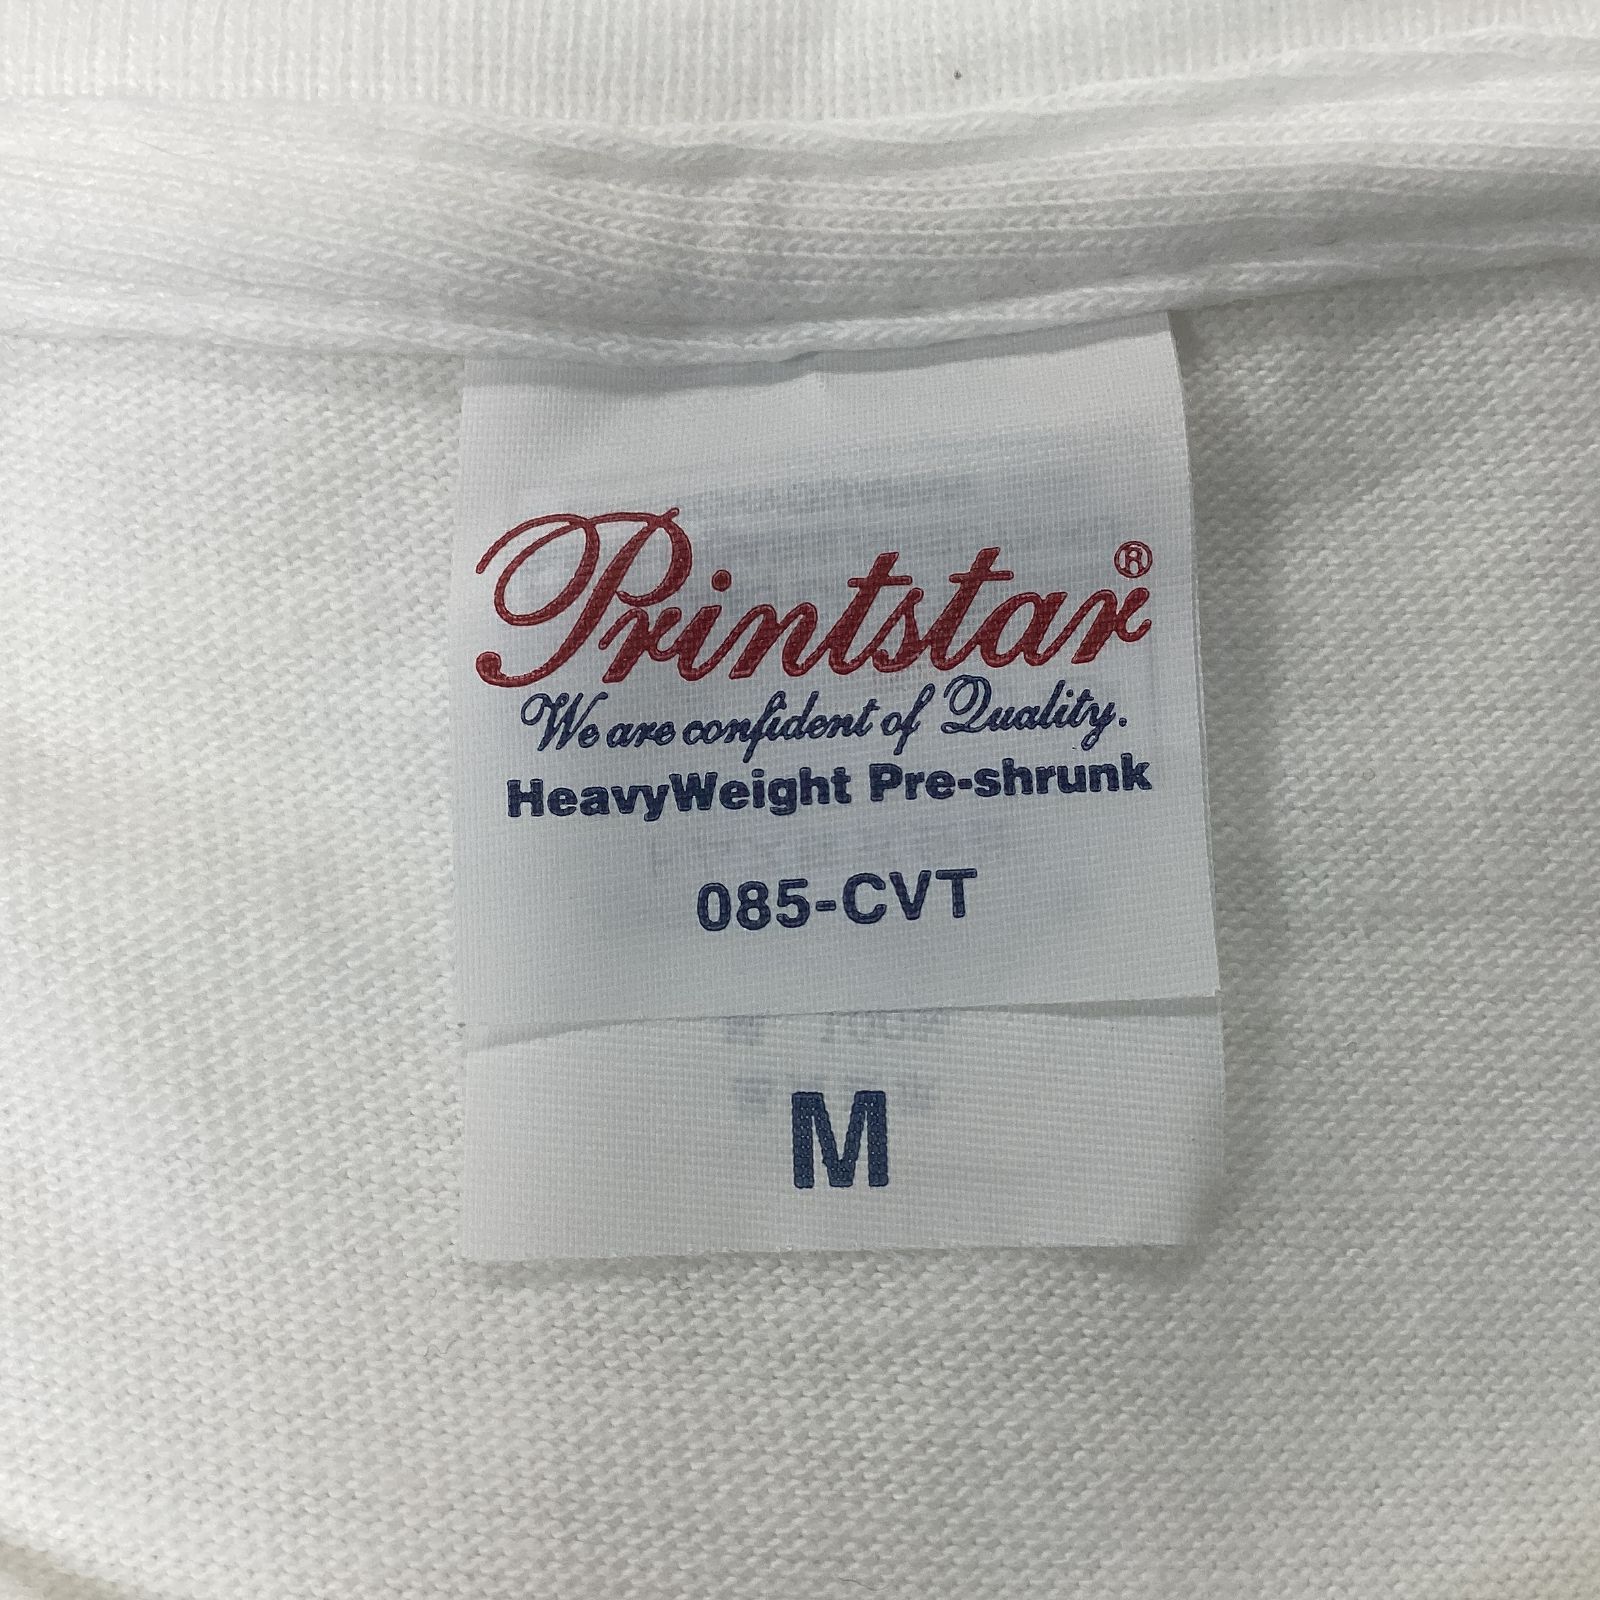 Printstar®
We are confident of Quality.
HeavyWeight Pre-shrunk
085-CVT
M